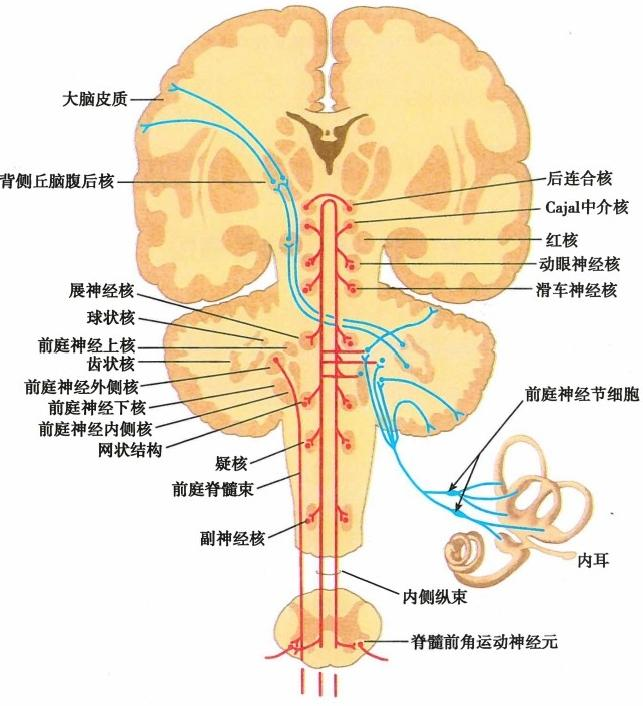 大脑皮质
背侧丘脑腹后核
后连合核
Cajal中介核
红核
动眼神经核
滑车神经核
展神经核
球状核
前庭神经上核
齿状核
前庭神经外侧核
前庭神经下核
前庭神经内侧核
网状结构
疑核
前庭脊髓束
副神经核
前庭神经节细胞
内耳
内侧纵束
脊髓前角运动神经元